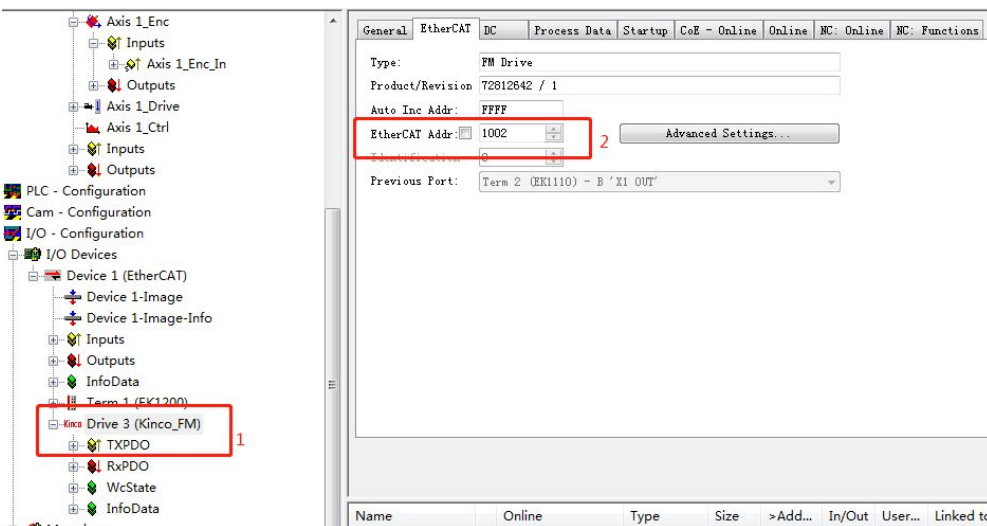 Axis 1_Enc
Inputs
Axis 1_Enc_In
Outputs
Axis 1_Drive
Axis 1_Ctrl
Inputs
Outputs
PLC - Configuration
Cam - Configuration
I/O - Configuration
I/O Devices
Device 1 (EtherCAT)
Device 1-Image
Device 1-Image-Info
Inputs
Outputs
InfoData
Term 1 (EK1200)
Kinco Drive 3 (Kinco_FM)
1
TXPDO
RxPDO
WcState
InfoData
General EtherCAT DC Process Data Startup CoE - Online Online NC: Online NC: Functions
Type: FM Drive
Product/Revision 72812642 / 1
Auto Inc Addr: FFFF
EtherCAT Addr: 1002 2 Advanced Settings...
Identification 0
Previous Port: Term 2 (EK1110) - B 'X1 OUT'
Name Online Type Size >Add... In/Out User... Linked to